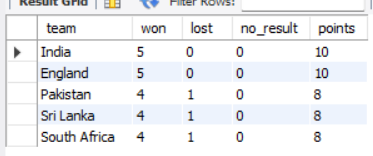 Result Grid Filter Rows:
team won lost no_result points
India 5 0 0 10
England 5 0 0 10
Pakistan 4 1 0 8
Sri Lanka 4 1 0 8
South Africa 4 1 0 8